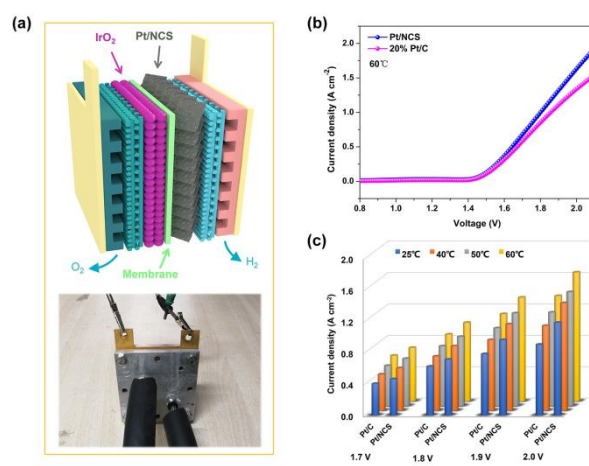 (a)
IrO₂
Pt/NCS
O₂
Membrane
H₂
(b)
Pt/NCS
20% Pt/C
60℃
Current density (A cm⁻²)
2.0
1.5
1.0
0.5
0.0
0.8 1.0 1.2 1.4 1.6 1.8 2.0
Voltage (V)
(c)
25℃ 40℃ 50℃ 60℃
Current density (A cm⁻²)
2.0
1.6
1.2
0.8
0.4
0.0
Pt/C Pt/NCS Pt/C Pt/NCS Pt/C Pt/NCS Pt/C Pt/NCS
1.7 V 1.8 V 1.9 V 2.0 V